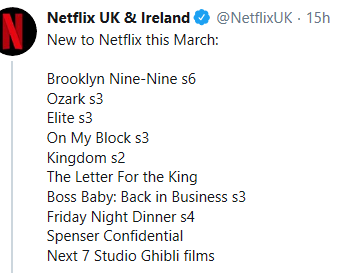 N
Netflix UK & Ireland @NetflixUK · 15h
New to Netflix this March:
Brooklyn Nine-Nine s6
Ozark s3
Elite s3
On My Block s3
Kingdom s2
The Letter For the King
Boss Baby: Back in Business s3
Friday Night Dinner s4
Spenser Confidential
Next 7 Studio Ghibli films